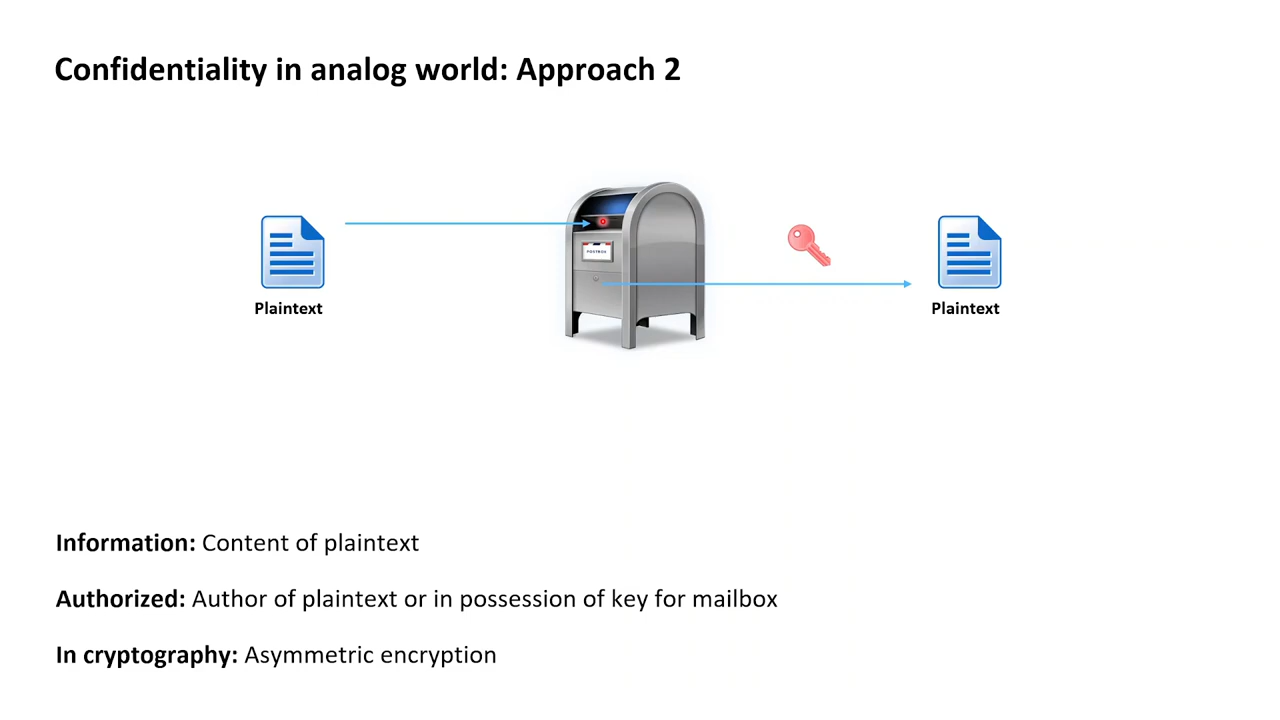 Confidentiality in analog world: Approach 2
POSTBOX
Plaintext
Plaintext
Information: Content of plaintext
Authorized: Author of plaintext or in possession of key for mailbox
In cryptography: Asymmetric encryption